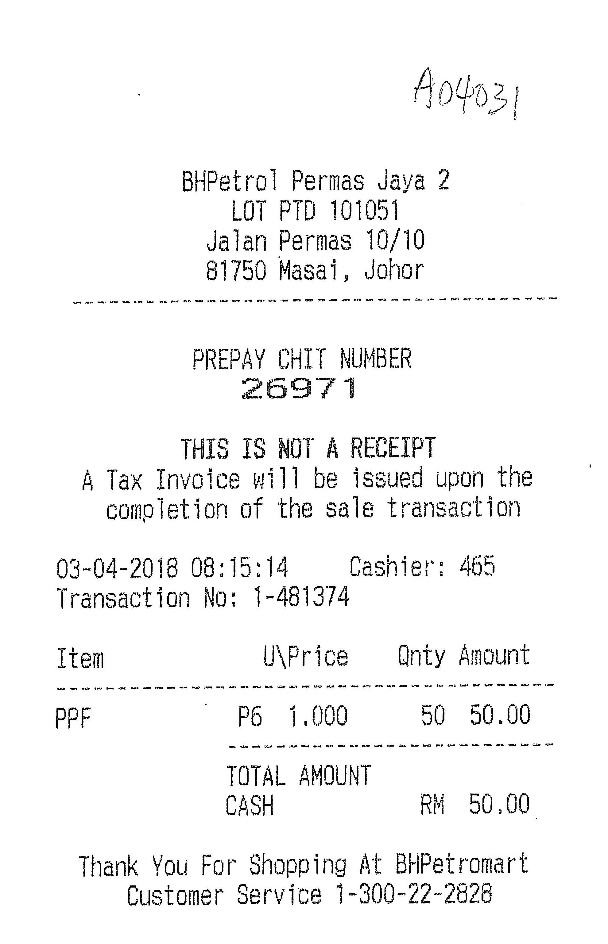 A04031
BHPetrol Permas Jaya 2
LOT PTD 101051
Jalan Permas 10/10
81750 Masai, Johor
PREPAY CHIT NUMBER
26971
THIS IS NOT A RECEIPT
A Tax Invoice will be issued upon the
completion of the sale transaction
03-04-2018 08:15:14 Cashier: 465
Transaction No: 1-481374
Item U\Price Qnty Amount
PPF P6 1.000 50 50.00
TOTAL AMOUNT
CASH RM 50.00
Thank You For Shopping At BHPetromart
Customer Service 1-300-22-2828